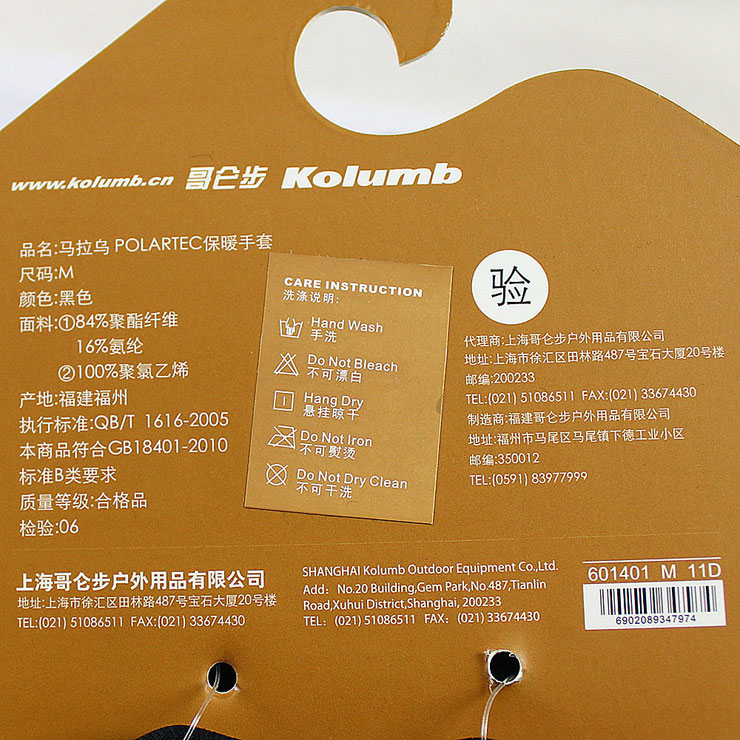 www.kolumb.cn 哥仑步 Kolumb
品名:马拉乌 POLARTEC保暖手套
尺码:M
颜色:黑色
面料:①84%聚酯纤维
16%氨纶
②100%聚氯乙烯
产地:福建福州
执行标准:QB/T 1616-2005
本商品符合GB18401-2010
标准B类要求
质量等级:合格品
检验:06
CARE INSTRUCTION
洗涤说明:
Hand Wash
手洗
Do Not Bleach
不可漂白
Hang Dry
悬挂晾干
Do Not Iron
不可熨烫
Do Not Dry Clean
不可干洗
验
代理商:上海哥仑步户外用品有限公司
地址:上海市徐汇区田林路487号宝石大厦20号楼
邮编:200233
TEL:(021) 51086511 FAX:(021) 33674430
制造商:福建哥仑步户外用品有限公司
地址:福州市马尾区马尾镇下德工业小区
邮编:350012
TEL:(0591) 83977999
上海哥仑步户外用品有限公司
地址:上海市徐汇区田林路487号宝石大厦20号楼
TEL:(021) 51086511 FAX:(021) 33674430
SHANGHAI Kolumb Outdoor Equipment Co.,Ltd.
Add: No.20 Building,Gem Park,No.487,Tianlin
Road,Xuhui District,Shanghai, 200233
TEL:(021) 51086511 FAX:(021) 33674430
601401 M 11D
6902089347974